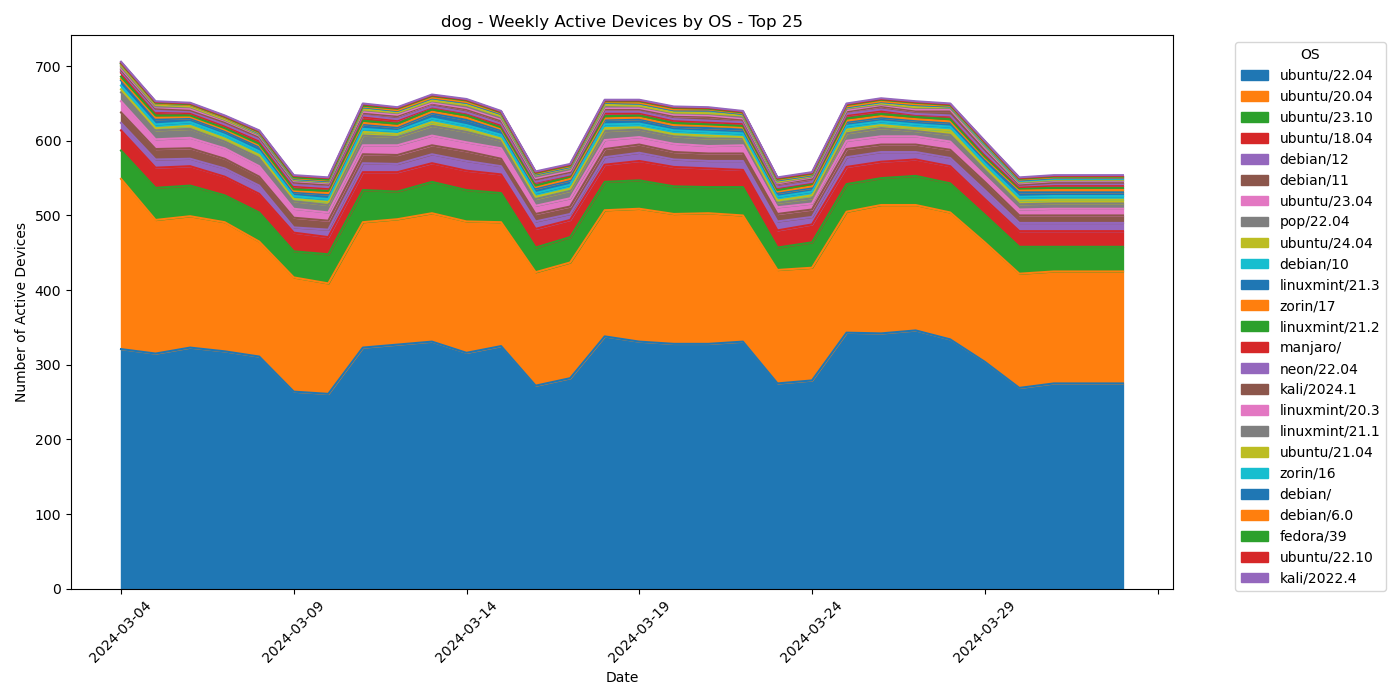 dog - Weekly Active Devices by OS - Top 25
Number of Active Devices
700
600
500
400
300
200
100
0
2024-03-04
2024-03-09
2024-03-14
2024-03-19
2024-03-24
2024-03-29
Date
OS
ubuntu/22.04
ubuntu/20.04
ubuntu/23.10
ubuntu/18.04
debian/12
debian/11
ubuntu/23.04
pop/22.04
ubuntu/24.04
debian/10
linuxmint/21.3
zorin/17
linuxmint/21.2
manjaro/
neon/22.04
kali/2024.1
linuxmint/20.3
linuxmint/21.1
ubuntu/21.04
zorin/16
debian/
debian/6.0
fedora/39
ubuntu/22.10
kali/2022.4